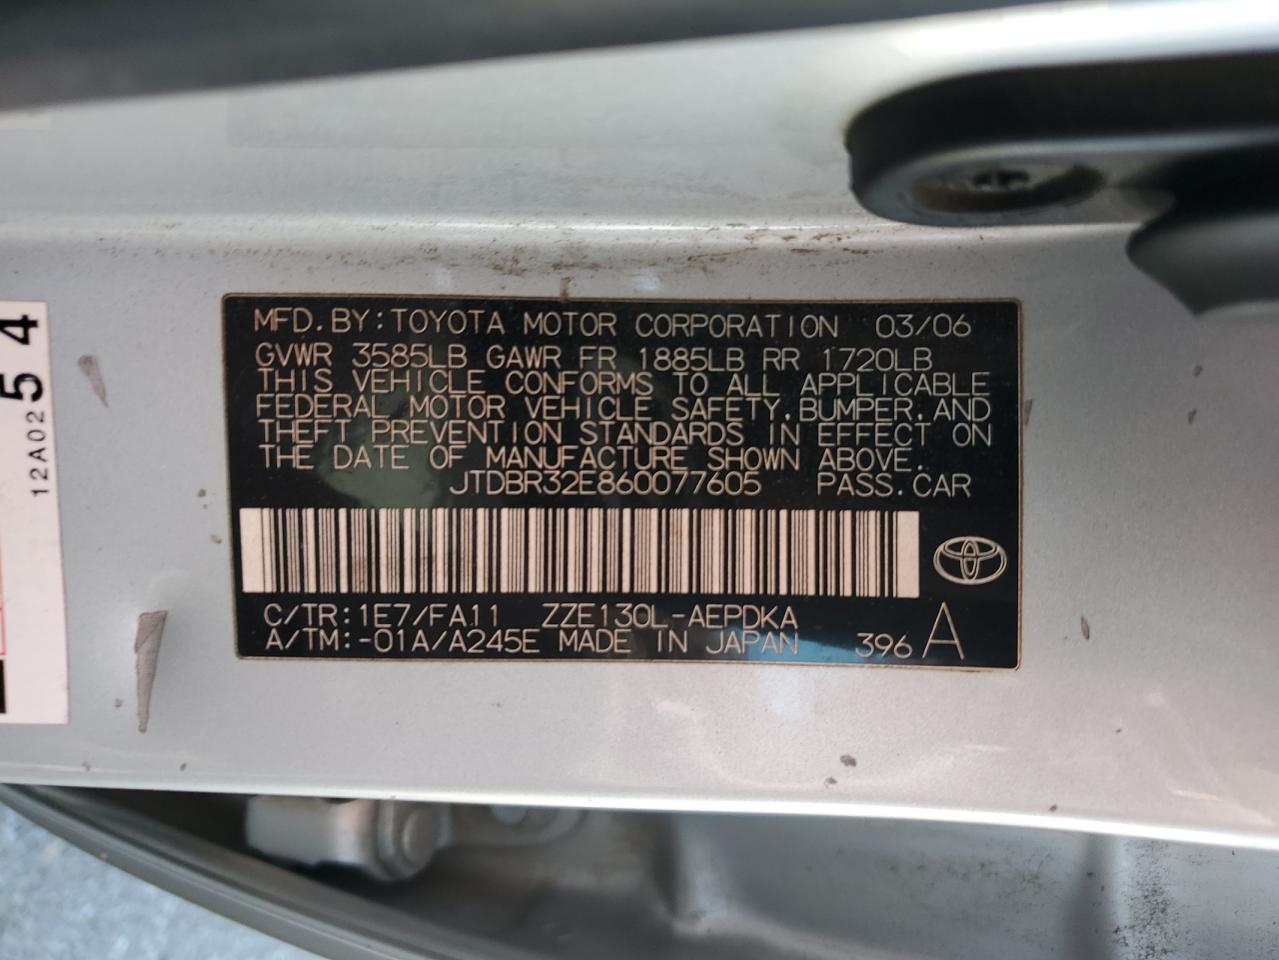 MFD.BY:TOYOTA MOTOR CORPORATION 03/06
GVWR 3585LB GAWR FR 1885LB RR 1720LB
THIS VEHICLE CONFORMS TO ALL APPLICABLE
FEDERAL MOTOR VEHICLE SAFETY,BUMPER,AND
THEFT PREVENTION STANDARDS IN EFFECT ON
THE DATE OF MANUFACTURE SHOWN ABOVE.
JTDBR32E860077605 PASS.CAR
C/TR:1E7/FA11 ZZE130L-AEPDKA
A/TM:-01A/A245E MADE IN JAPAN 396 A
54
12A02